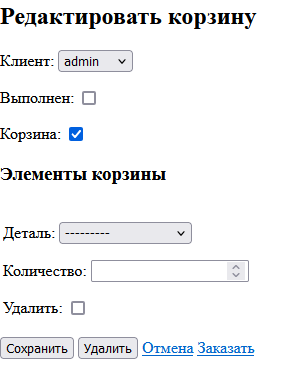 Редактировать корзину
Клиент: admin
Выполнен:
Корзина:
Элементы корзины
Деталь: ---------
Количество:
Удалить:
Сохранить Удалить Отмена Заказать